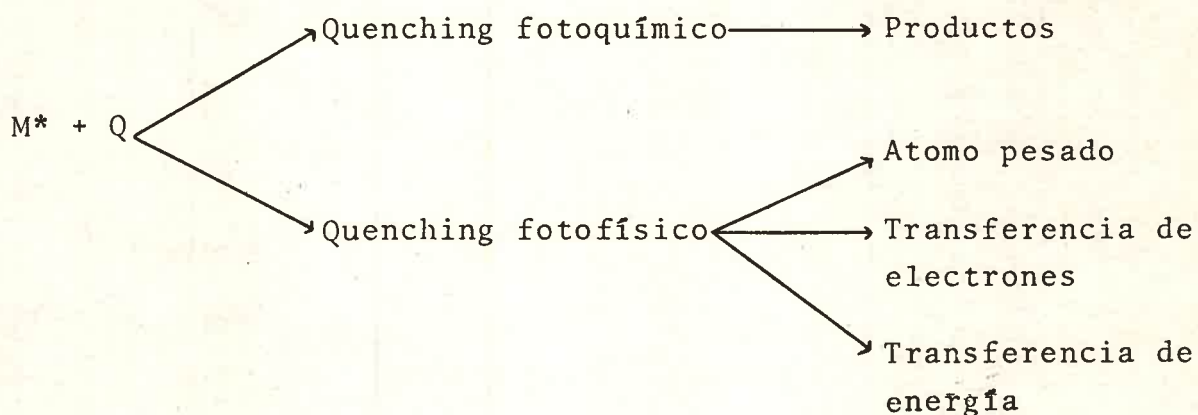 Quenching fotoquímico Productos
M* + Q
Atomo pesado
Quenching fotofísico Transferencia de
electrones
Transferencia de
energía